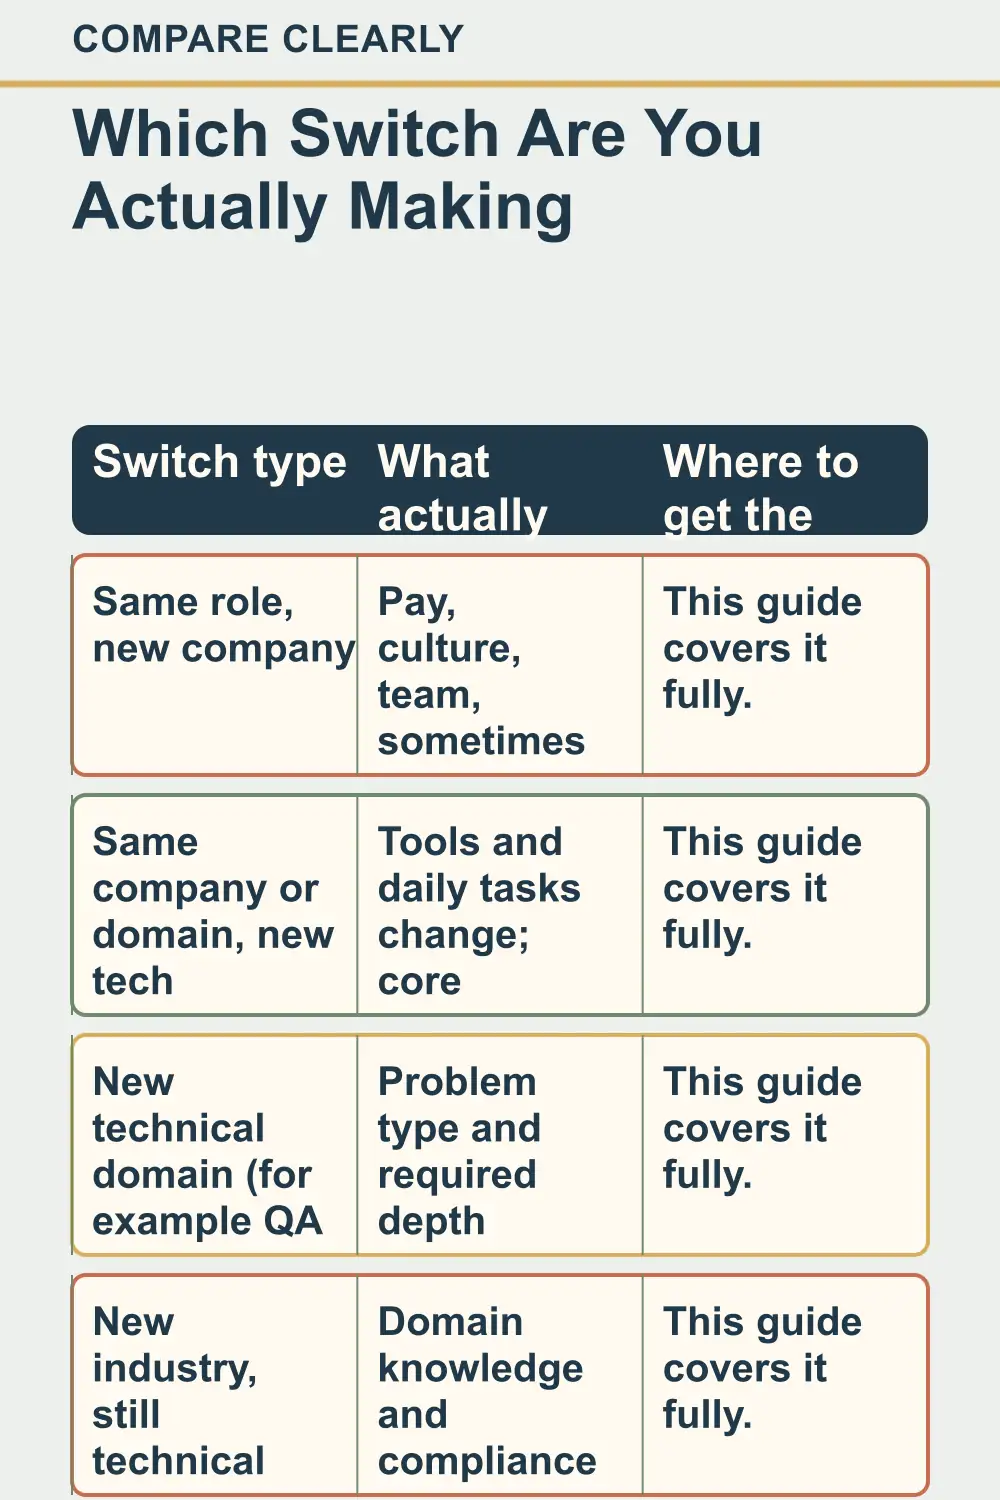 COMPARE CLEARLY
Which Switch Are You
Actually Making
Switch type
What
actually
Where to
get the
Same role,
new company
Pay,
culture,
team,
sometimes
This guide
covers it
fully.
Same
company or
domain, new
tech
Tools and
daily tasks
change;
core
This guide
covers it
fully.
New
technical
domain (for
example QA
Problem
type and
required
depth
This guide
covers it
fully.
New
industry,
still
technical
Domain
knowledge
and
compliance
This guide
covers it
fully.